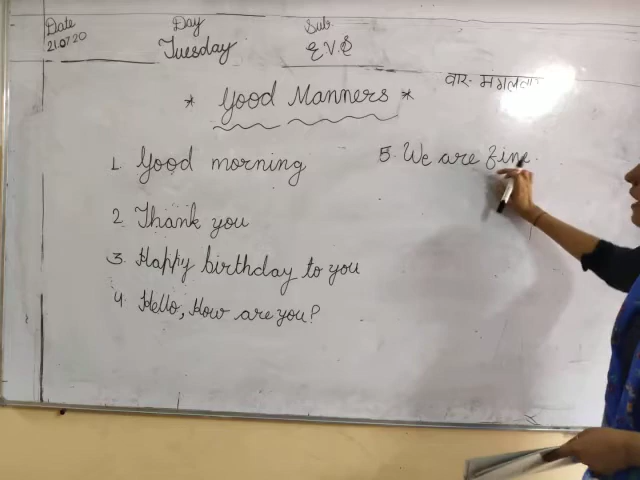 Date Day Sub.
21.07.20 Tuesday E.V.S
वार-
* Good Manners *
1. Good morning
2. Thank you
3. Happy birthday to you
4. Hello, How are you?
5. We are fine.